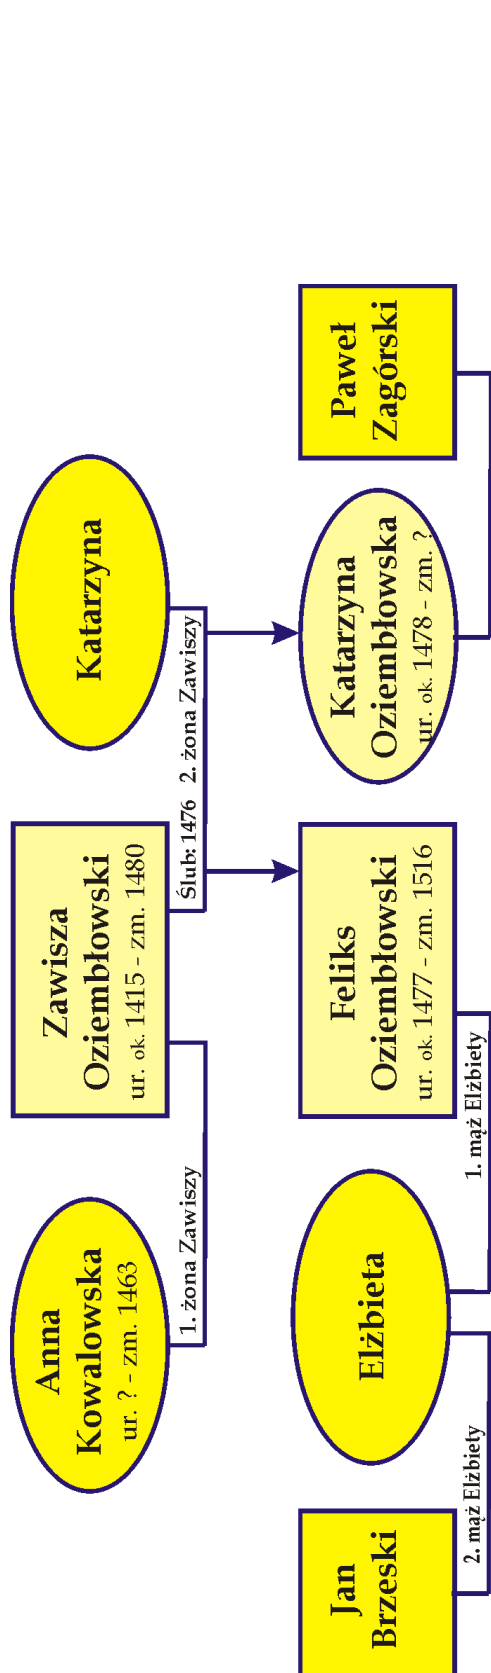 Anna
Kowalowska
ur. ? - zm. 1463
1. żona Zawiszy
Zawisza
Oziembłowski
ur. ok. 1415 - zm. 1480
Ślub: 1476 2. żona Zawiszy
Katarzyna
Jan
Brzeski
2. mąż Elżbiety
Elżbieta
1. mąż Elżbiety
Feliks
Oziembłowski
ur. ok. 1477 - zm. 1516
Katarzyna
Oziembłowska
ur. ok. 1478 - zm. ?
Paweł
Zagórski